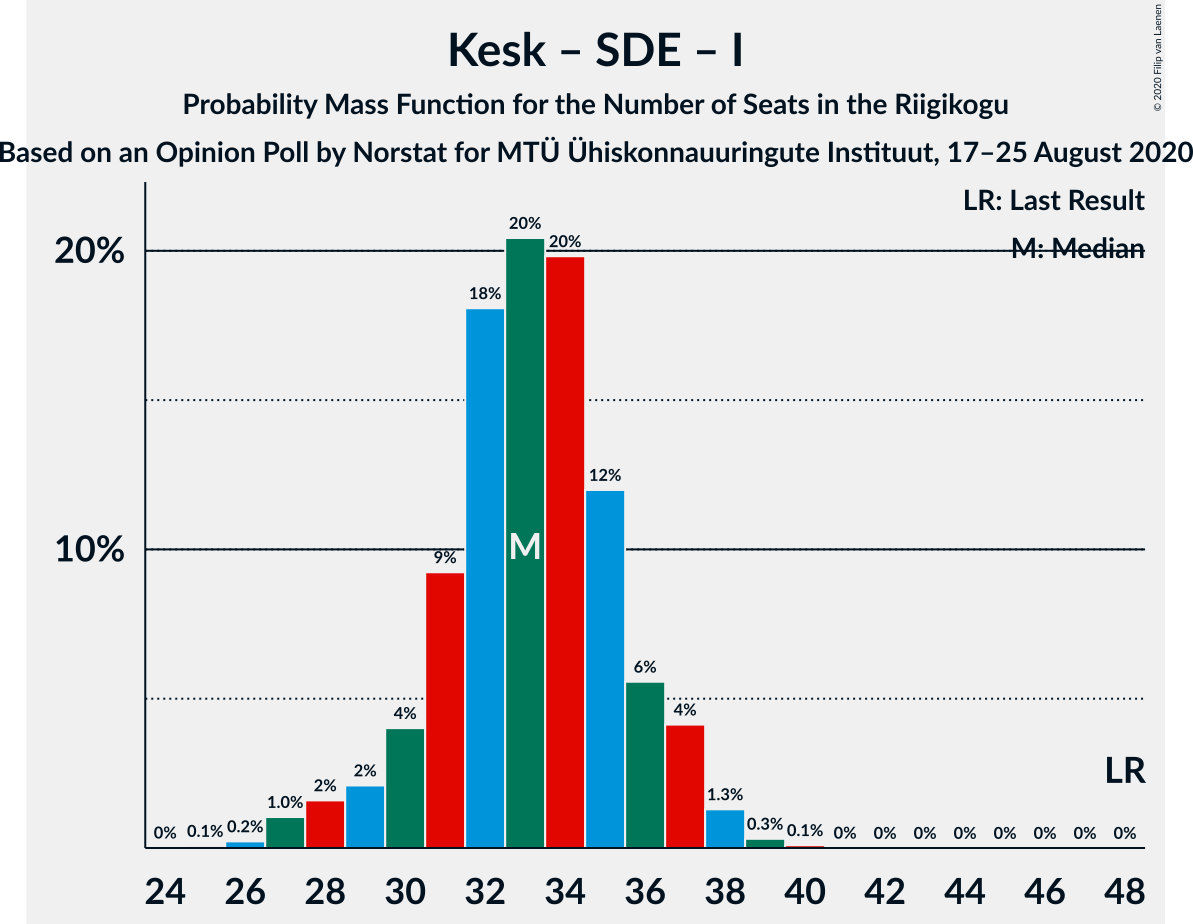 Kesk – SDE – I
Probability Mass Function for the Number of Seats in the Riigikogu
Based on an Opinion Poll by Norstat for MTÜ Ühiskonnauuringute Instituut, 17–25 August 2020
© 2020 Filip van Laenen
LR: Last Result
M: Median
20%
10%
0% 0.1% 0.2% 1.0% 2% 2% 4% 9% 18% 20% 20% 12% 6% 4% 1.3% 0.3% 0.1% 0% 0% 0% 0% 0% 0% 0% 0%
M
LR
24 26 28 30 32 34 36 38 40 42 44 46 48